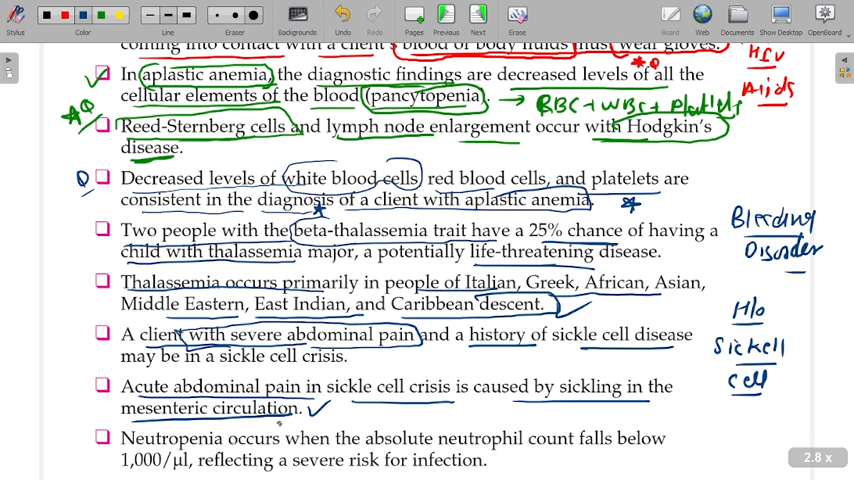 Stylus
Colors
Line
Eraser
Backgrounds
Undo
Redo
Pages
Previous
Next
Erase
Board
Web
Documents
Show Desktop
OpenBoard
coming into contact with a client's blood or body fluids thus wear gloves.
In aplastic anemia, the diagnostic findings are decreased levels of all the
cellular elements of the blood (pancytopenia). → RBC + WBC + Platelets
Reed-Sternberg cells and lymph node enlargement occur with Hodgkin's
disease.
Decreased levels of white blood cells, red blood cells, and platelets are
consistent in the diagnosis of a client with aplastic anemia.
Two people with the beta-thalassemia trait have a 25% chance of having a
child with thalassemia major, a potentially life-threatening disease.
Thalassemia occurs primarily in people of Italian, Greek, African, Asian,
Middle Eastern, East Indian, and Caribbean descent.
A client with severe abdominal pain and a history of sickle cell disease
may be in a sickle cell crisis.
Acute abdominal pain in sickle cell crisis is caused by sickling in the
mesenteric circulation.
Neutropenia occurs when the absolute neutrophil count falls below
1,000/µl, reflecting a severe risk for infection.
HIV
Aids
Q
Q
Q
Bleeding
Disorder
H/o
Sickell
cell
2.8 x